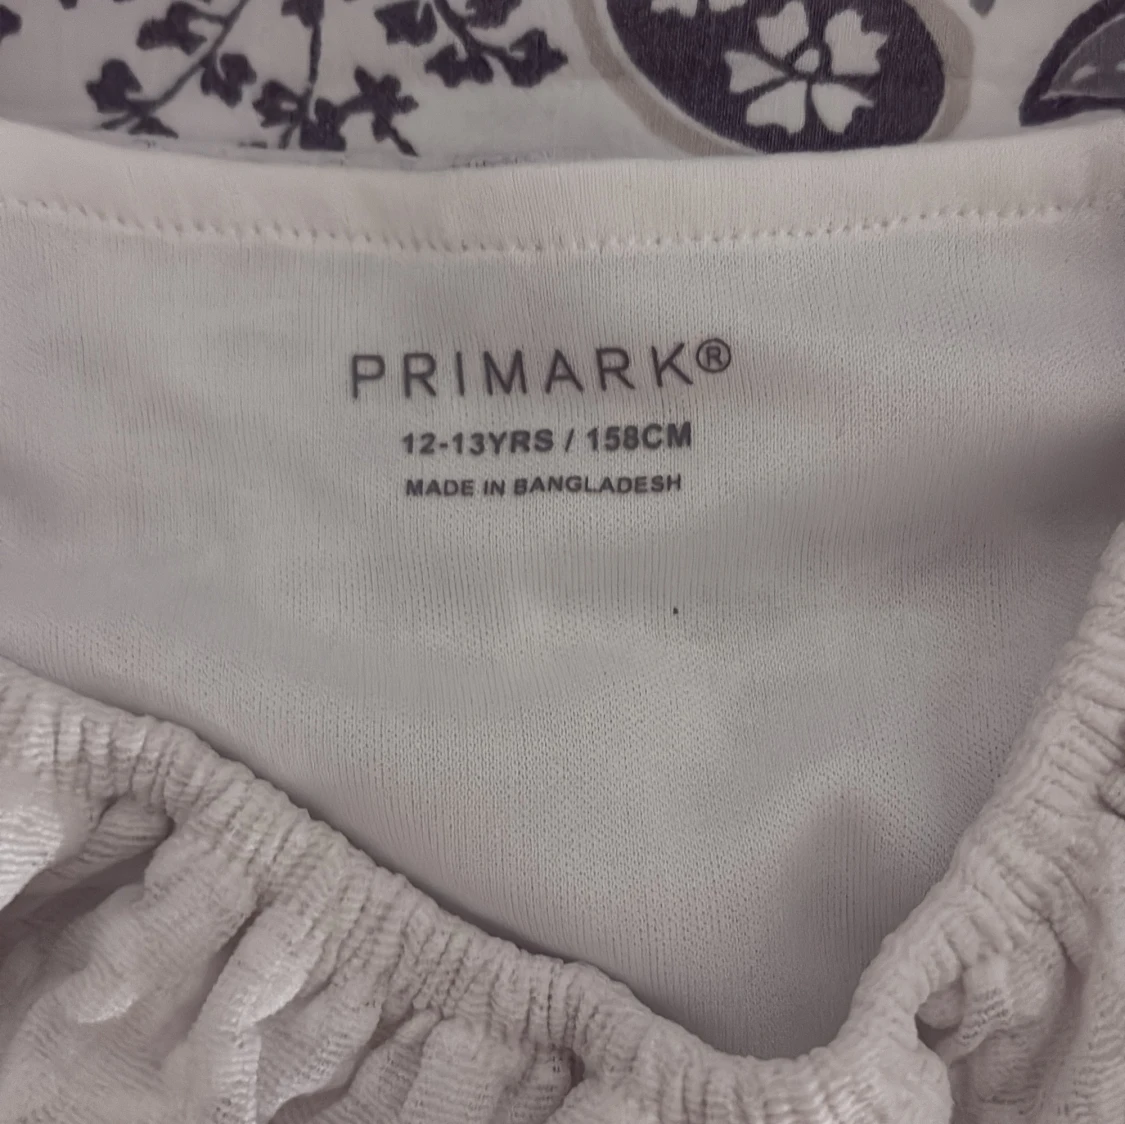 PRIMARK®
12-13YRS / 158CM
MADE IN BANGLADESH